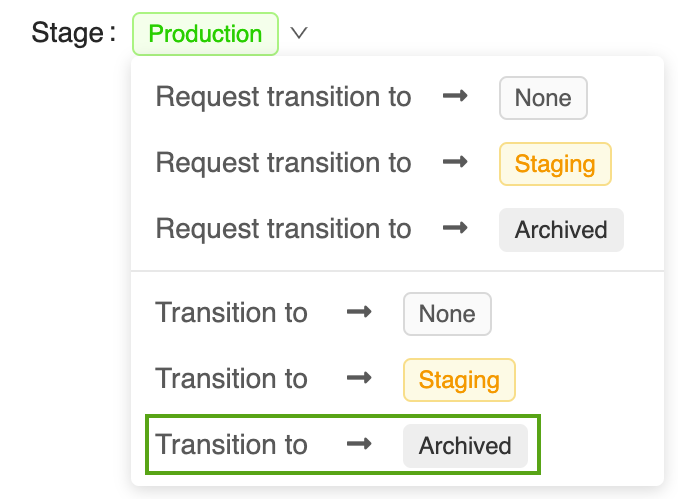 Stage: Production
Request transition to → None
Request transition to → Staging
Request transition to → Archived
Transition to → None
Transition to → Staging
Transition to → Archived